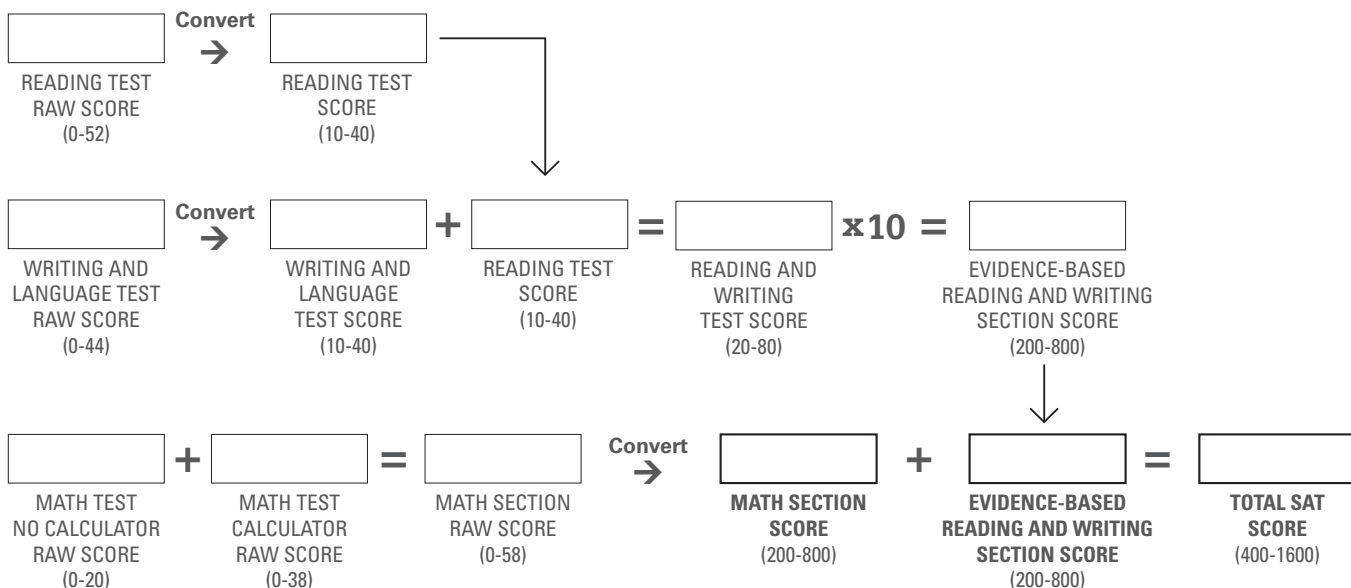 Convert
→
READING TEST
RAW SCORE
(0-52)
READING TEST
SCORE
(10-40)
Convert
→
+
=
x10 =
WRITING AND
LANGUAGE TEST
RAW SCORE
(0-44)
WRITING AND
LANGUAGE
TEST SCORE
(10-40)
READING TEST
SCORE
(10-40)
READING AND
WRITING
TEST SCORE
(20-80)
EVIDENCE-BASED
READING AND WRITING
SECTION SCORE
(200-800)
+
=
Convert
→
+
=
MATH TEST
NO CALCULATOR
RAW SCORE
(0-20)
MATH TEST
CALCULATOR
RAW SCORE
(0-38)
MATH SECTION
RAW SCORE
(0-58)
MATH SECTION
SCORE
(200-800)
EVIDENCE-BASED
READING AND WRITING
SECTION SCORE
(200-800)
TOTAL SAT
SCORE
(400-1600)